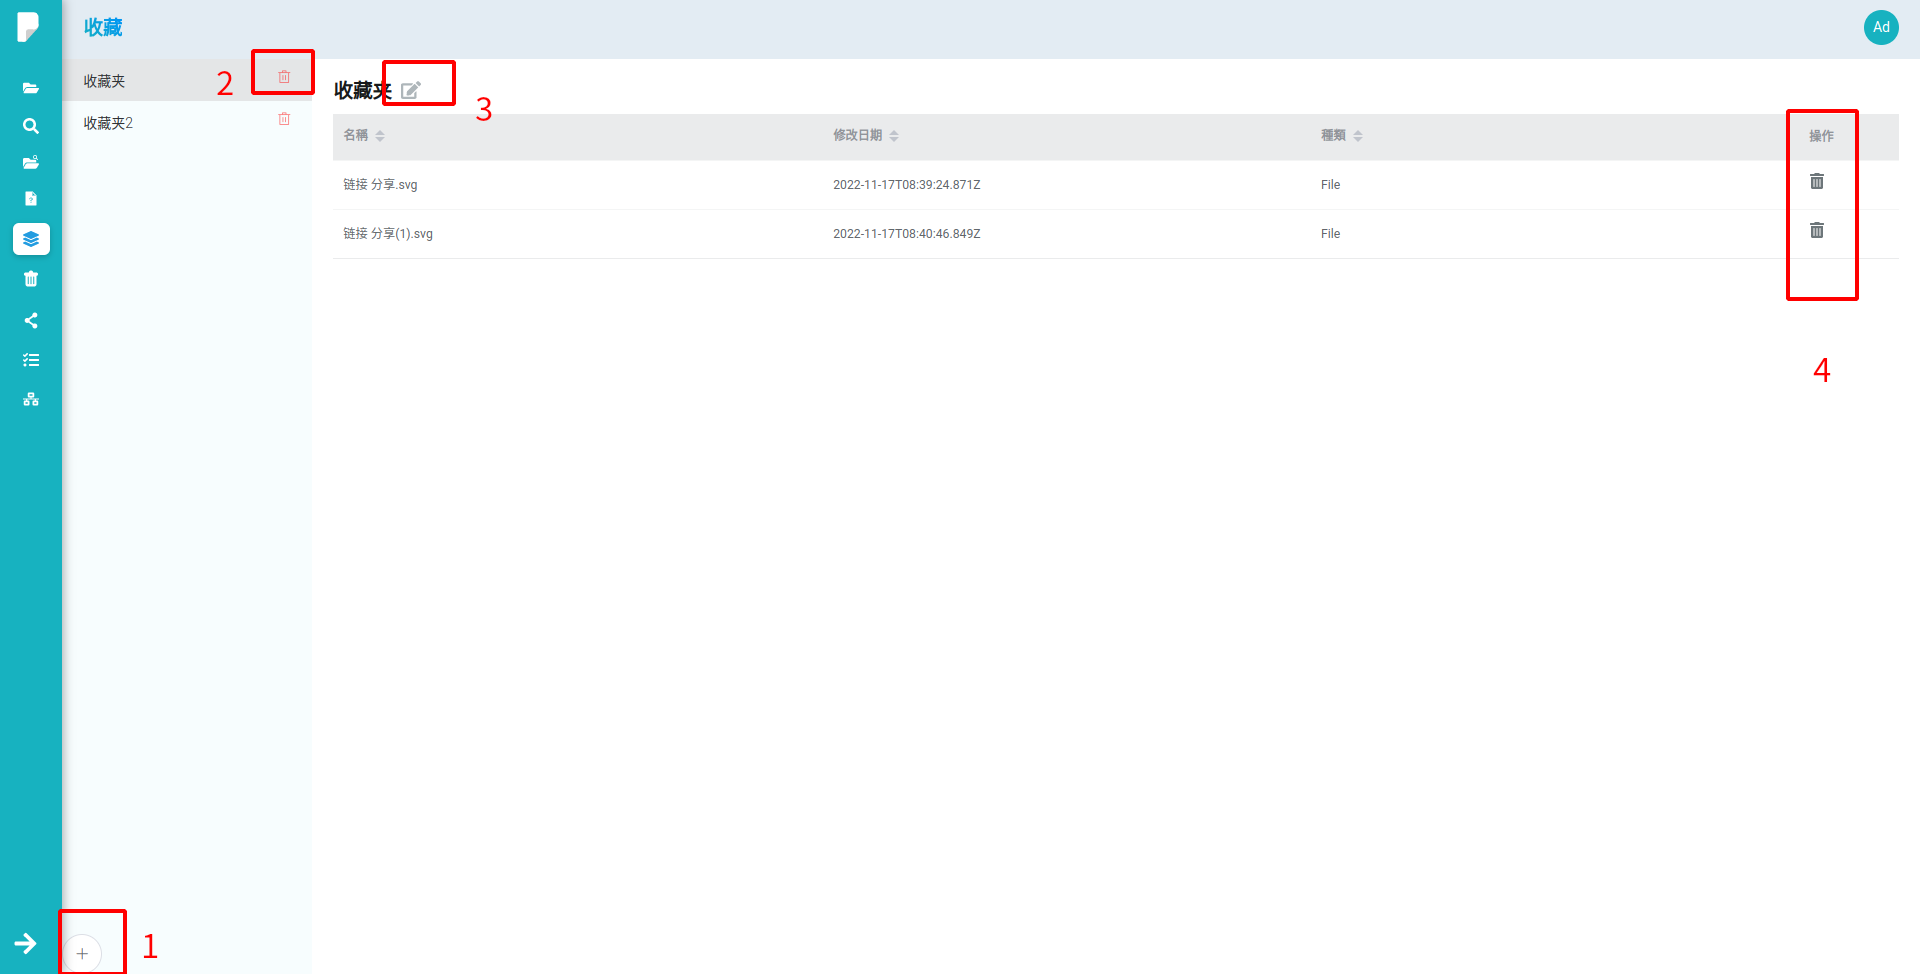 收藏
Ad
收藏夹
2
收藏夹2
收藏夹
3
名稱
修改日期
種類
操作
链接 分享.svg
2022-11-17T08:39:24.871Z
File
链接 分享(1).svg
2022-11-17T08:40:46.849Z
File
4
1